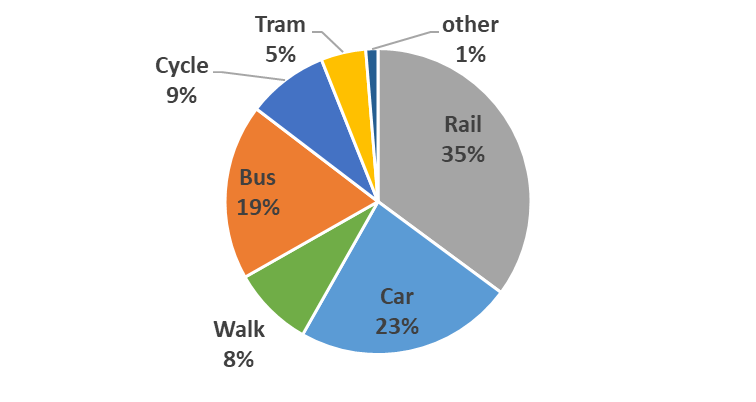 Tram
5%
other
1%
Cycle
9%
Rail
35%
Bus
19%
Car
23%
Walk
8%